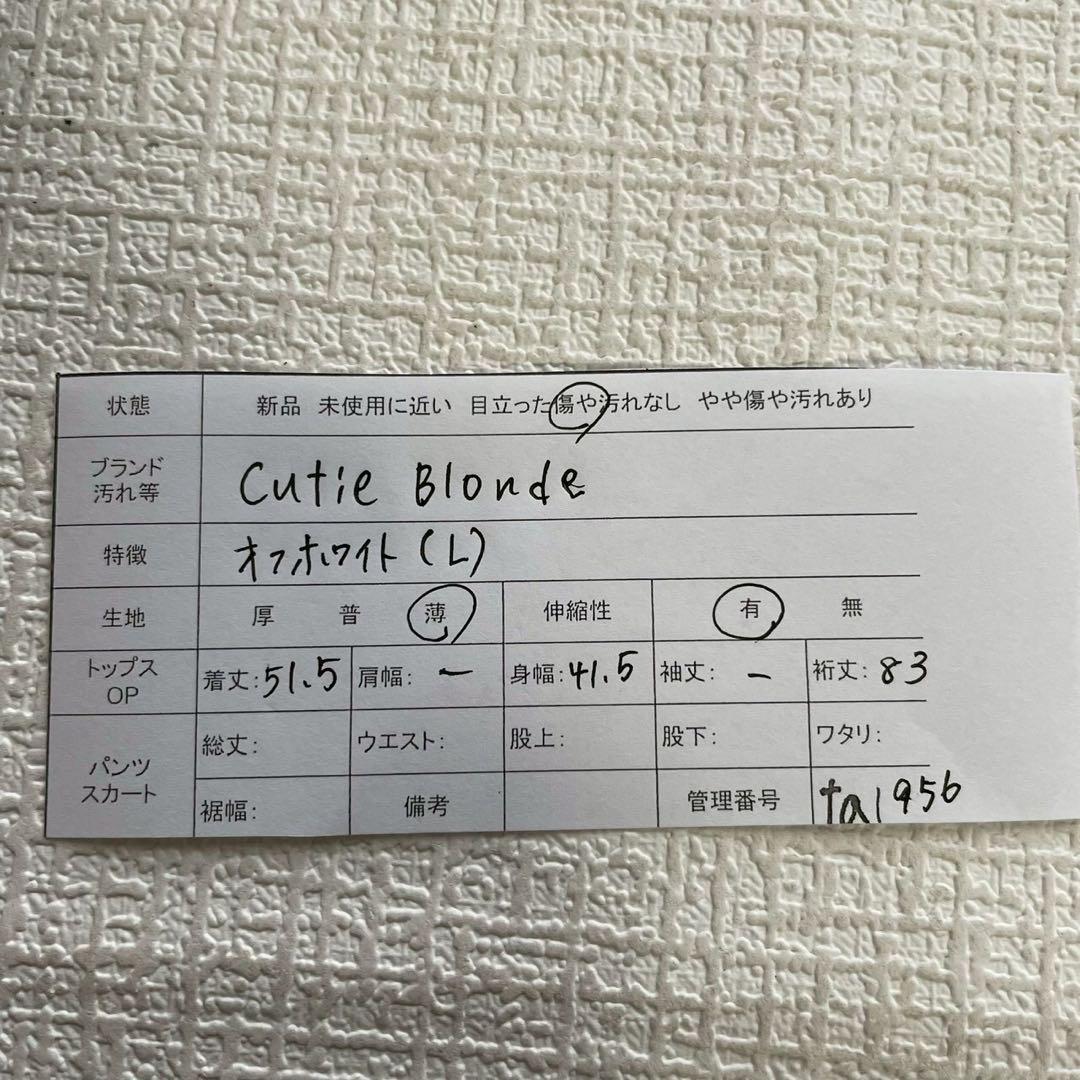 状態 新品 未使用に近い 目立った傷や汚れなし やや傷や汚れあり
ブランド
汚れ等 Cutie Blonde
特徴 オフホワイト(L)
生地 厚 普 薄 伸縮性 有 無
トップス
OP 着丈:51.5 肩幅:ー 身幅:41.5 袖丈:ー 裄丈:83
パンツ
スカート 総丈: ウエスト: 股上: 股下: ワタリ:
裾幅: 備考 管理番号 ta1956